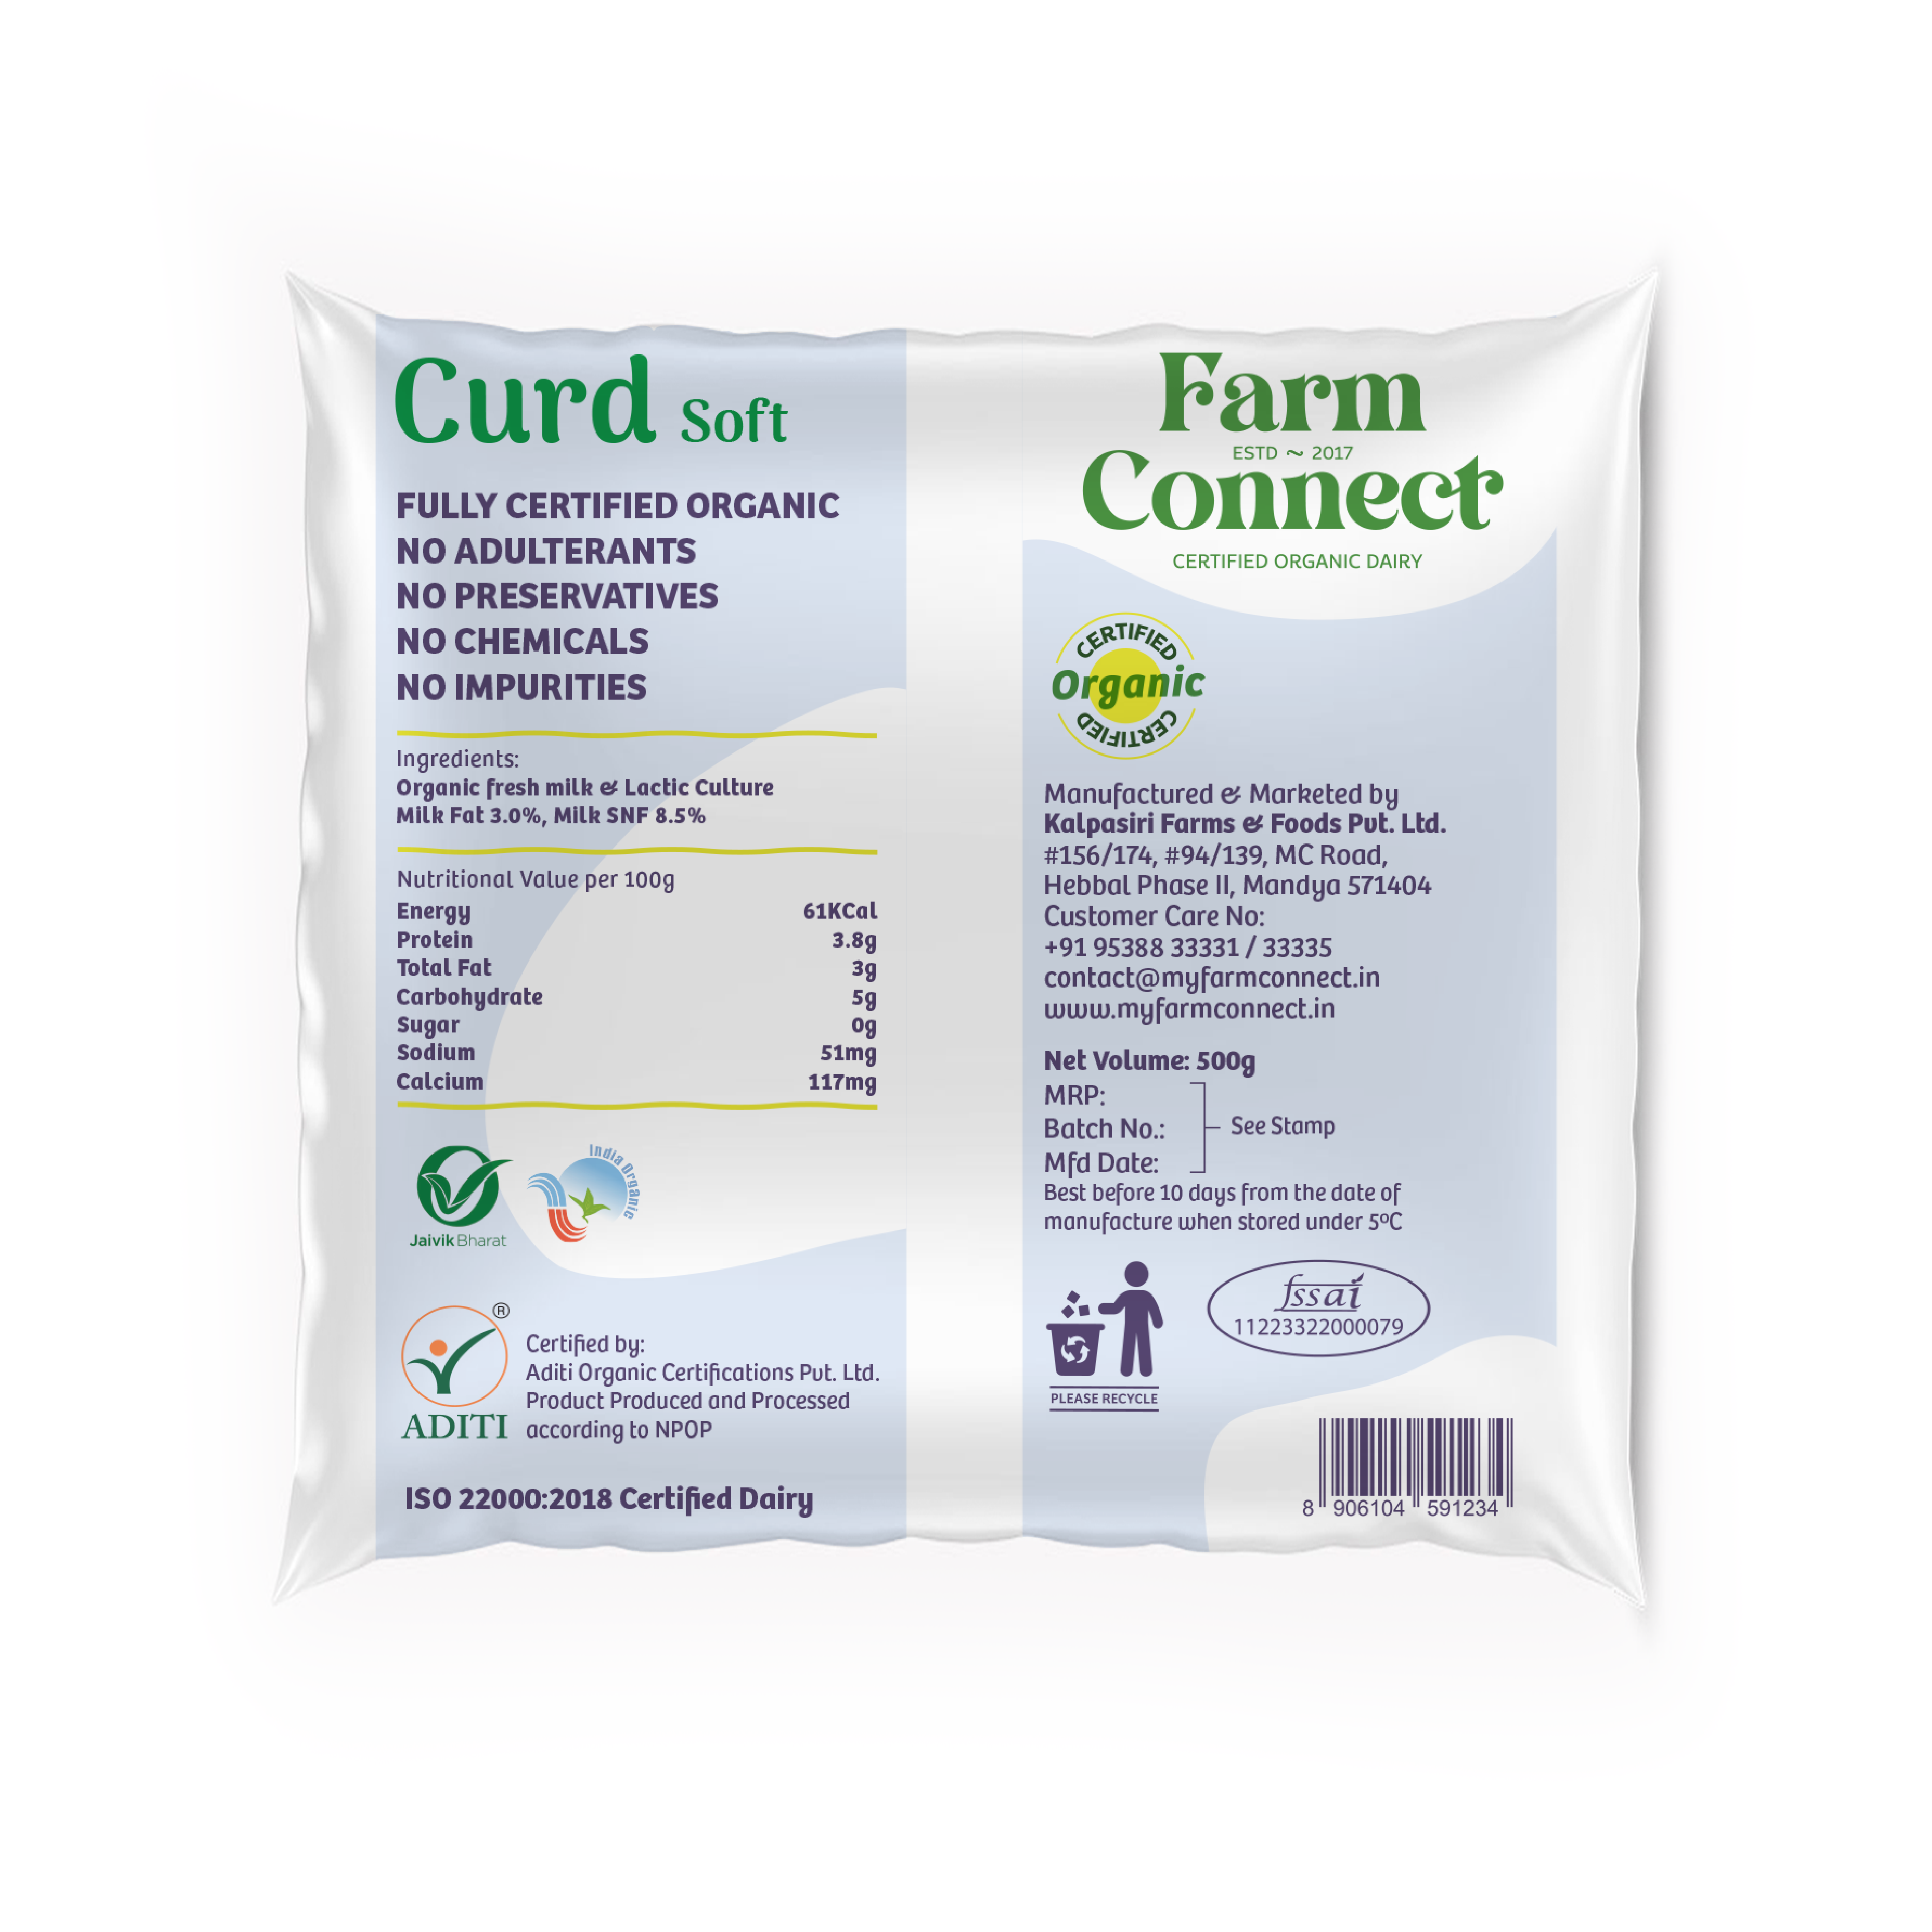 Curd Soft
FULLY CERTIFIED ORGANIC
NO ADULTERANTS
NO PRESERVATIVES
NO CHEMICALS
NO IMPURITIES
Ingredients:
Organic fresh milk & Lactic Culture
Milk Fat 3.0%, Milk SNF 8.5%
Nutritional Value per 100g
Energy 61KCal
Protein 3.8g
Total Fat 3g
Carbohydrate 5g
Sugar 0g
Sodium 51mg
Calcium 117mg
Jaivik Bharat
India Organic
®
ADITI
Certified by:
Aditi Organic Certifications Pvt. Ltd.
Product Produced and Processed
according to NPOP
ISO 22000:2018 Certified Dairy
Farm
ESTD ~ 2017
Connect
CERTIFIED ORGANIC DAIRY
CERTIFIED
Organic
CERTIFIED
Manufactured & Marketed by
Kalpasiri Farms & Foods Pvt. Ltd.
#156/174, #94/139, MC Road,
Hebbal Phase II, Mandya 571404
Customer Care No:
+91 95388 33331 / 33335
contact@myfarmconnect.in
www.myfarmconnect.in
Net Volume: 500g
MRP:
Batch No.: See Stamp
Mfd Date:
Best before 10 days from the date of
manufacture when stored under 5ºC
PLEASE RECYCLE
fssai
11223322000079
8 906104 591234